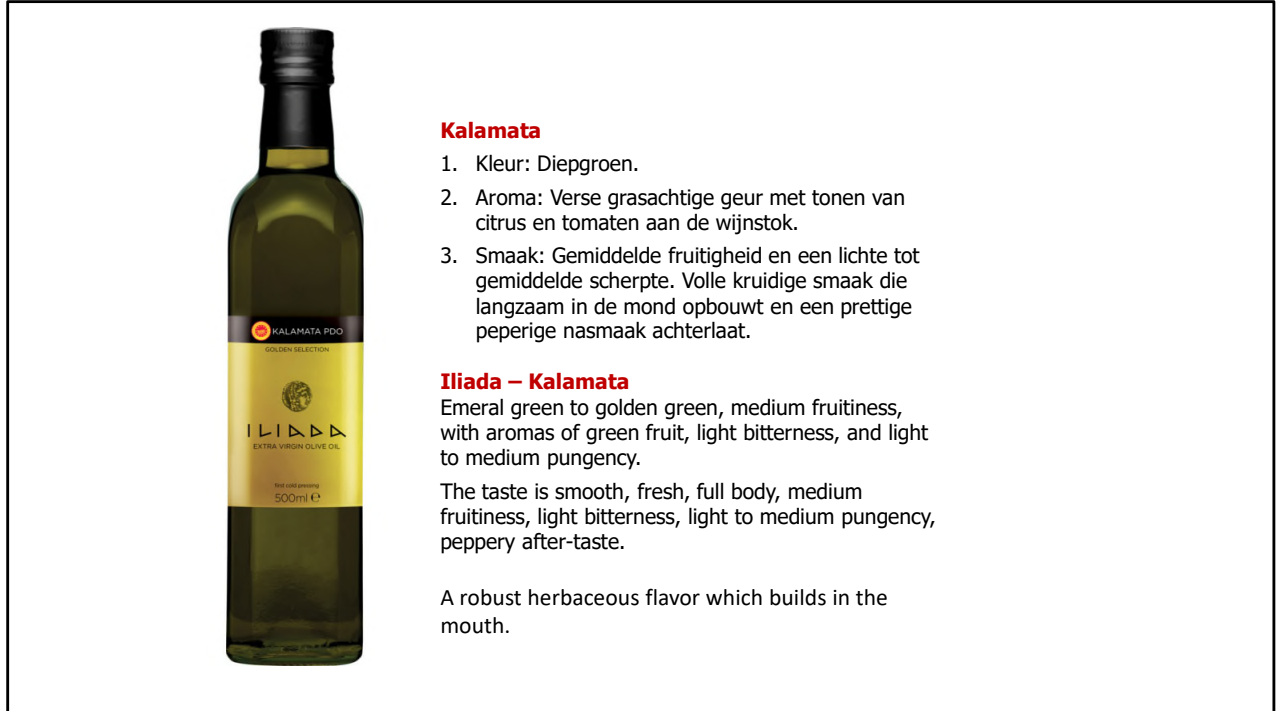 KALAMATA PDO
GOLDEN SELECTION
ILIADA
EXTRA VIRGIN OLIVE OIL
first cold pressing
500ml ℮
Kalamata
1. Kleur: Diepgroen.
2. Aroma: Verse grasachtige geur met tonen van
citrus en tomaten aan de wijnstok.
3. Smaak: Gemiddelde fruitigheid en een lichte tot
gemiddelde scherpte. Volle kruidige smaak die
langzaam in de mond opbouwt en een prettige
peperige nasmaak achterlaat.
Iliada – Kalamata
Emeral green to golden green, medium fruitiness,
with aromas of green fruit, light bitterness, and light
to medium pungency.
The taste is smooth, fresh, full body, medium
fruitiness, light bitterness, light to medium pungency,
peppery after-taste.
A robust herbaceous flavor which builds in the
mouth.